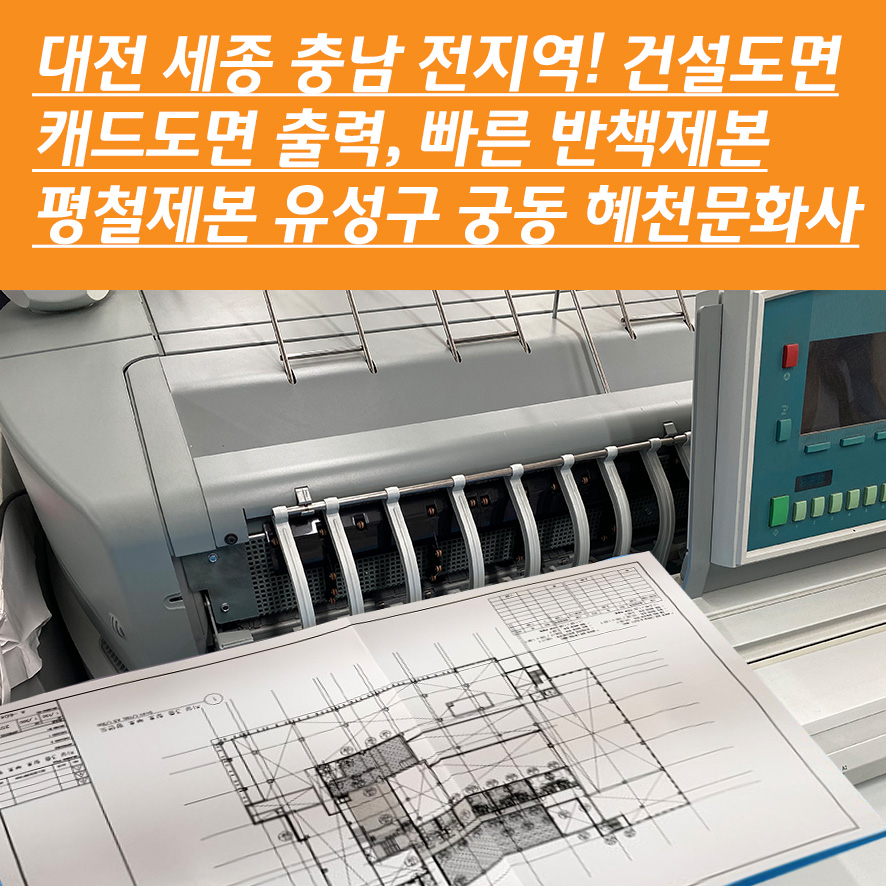 대전 세종 충남 전지역! 건설도면
캐드도면 출력, 빠른 반책제본
평철제본 유성구 궁동 혜천문화사